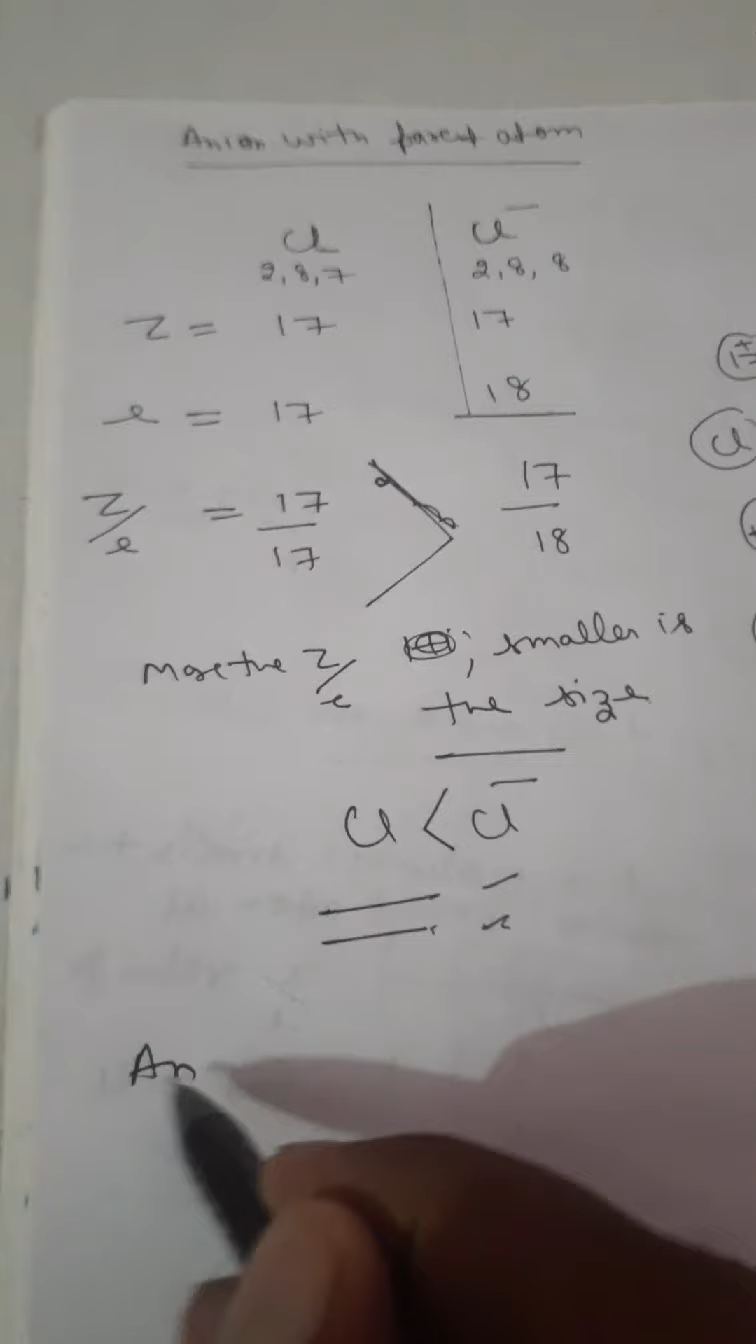 Anion with parent atom
Cl Cl⁻
2,8,7 2,8,8
Z = 17 17
e = 17 18
Z/e = 17/17 > 17/18
More the Z/e ; smaller is
the size
Cl < Cl⁻
An